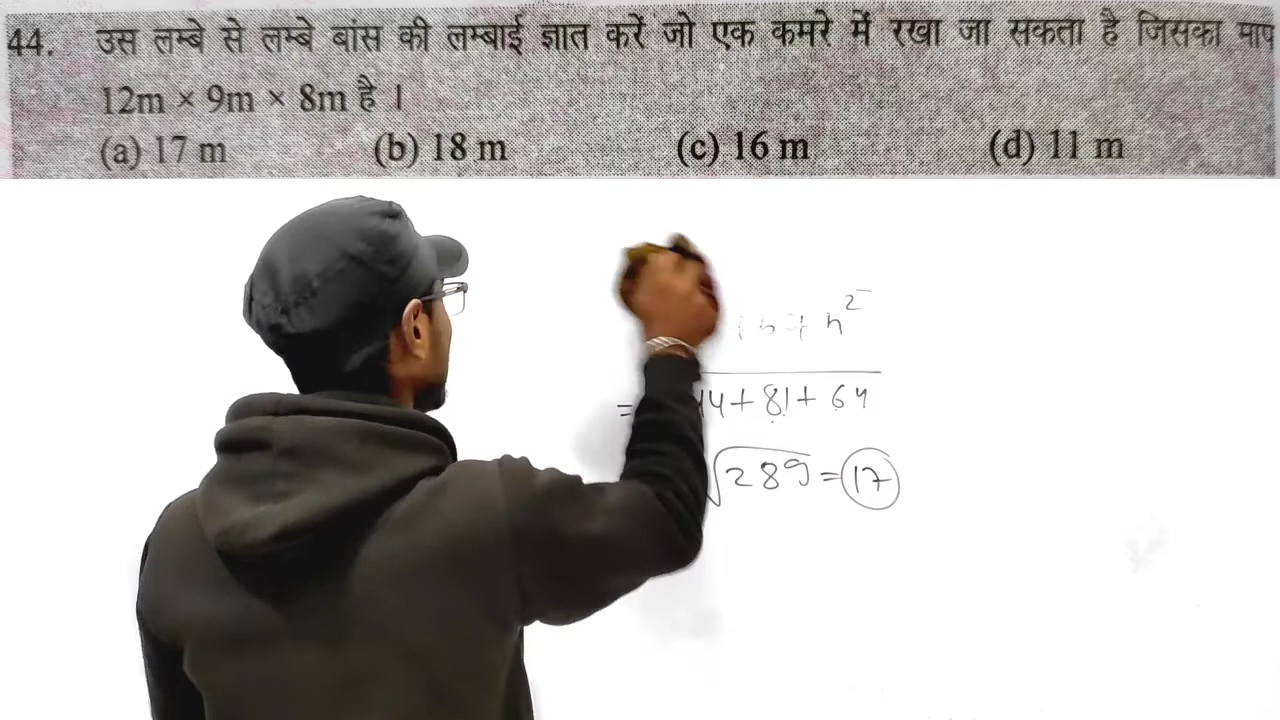 44. उस लम्बे से लम्बे बांस की लम्बाई ज्ञात करें जो एक कमरे में रखा जा सकता है जिसका माप
12m × 9m × 8m है ।
(a) 17 m (b) 18 m (c) 16 m (d) 11 m
+ b + h²
= 44 + 81 + 64
√289 = 17